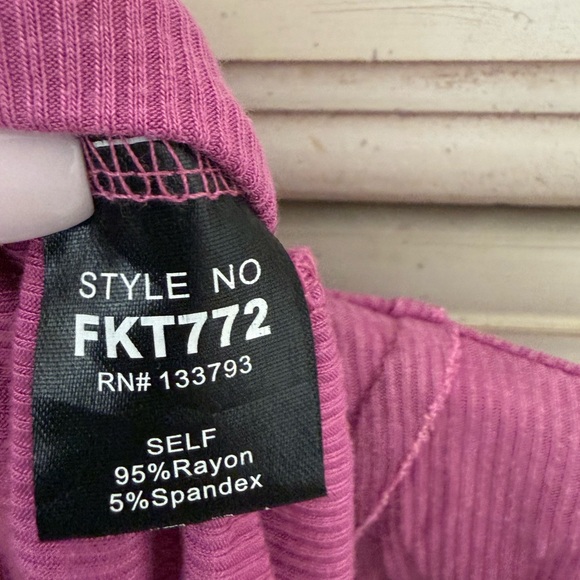 STYLE NO
FKT772
RN# 133793
SELF
95%Rayon
5%Spandex